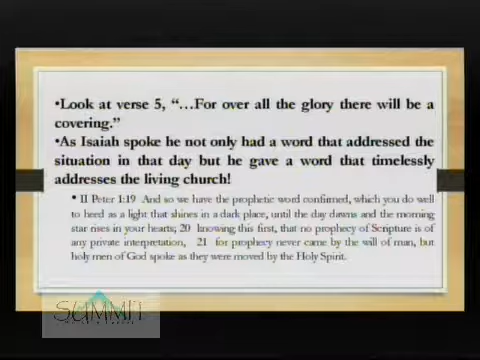 •Look at verse 5, “…For over all the glory there will be a
covering.”
•As Isaiah spoke he not only had a word that addressed the
situation in that day but he gave a word that timelessly
addresses the living church!
▪ II Peter 1:19 And so we have the prophetic word confirmed, which you do well
to heed as a light that shines in a dark place, until the day dawns and the morning
star rises in your hearts; 20 knowing this first, that no prophecy of Scripture is of
any private interpretation, 21 for prophecy never came by the will of man, but
holy men of God spoke as they were moved by the Holy Spirit.
SUMMIT